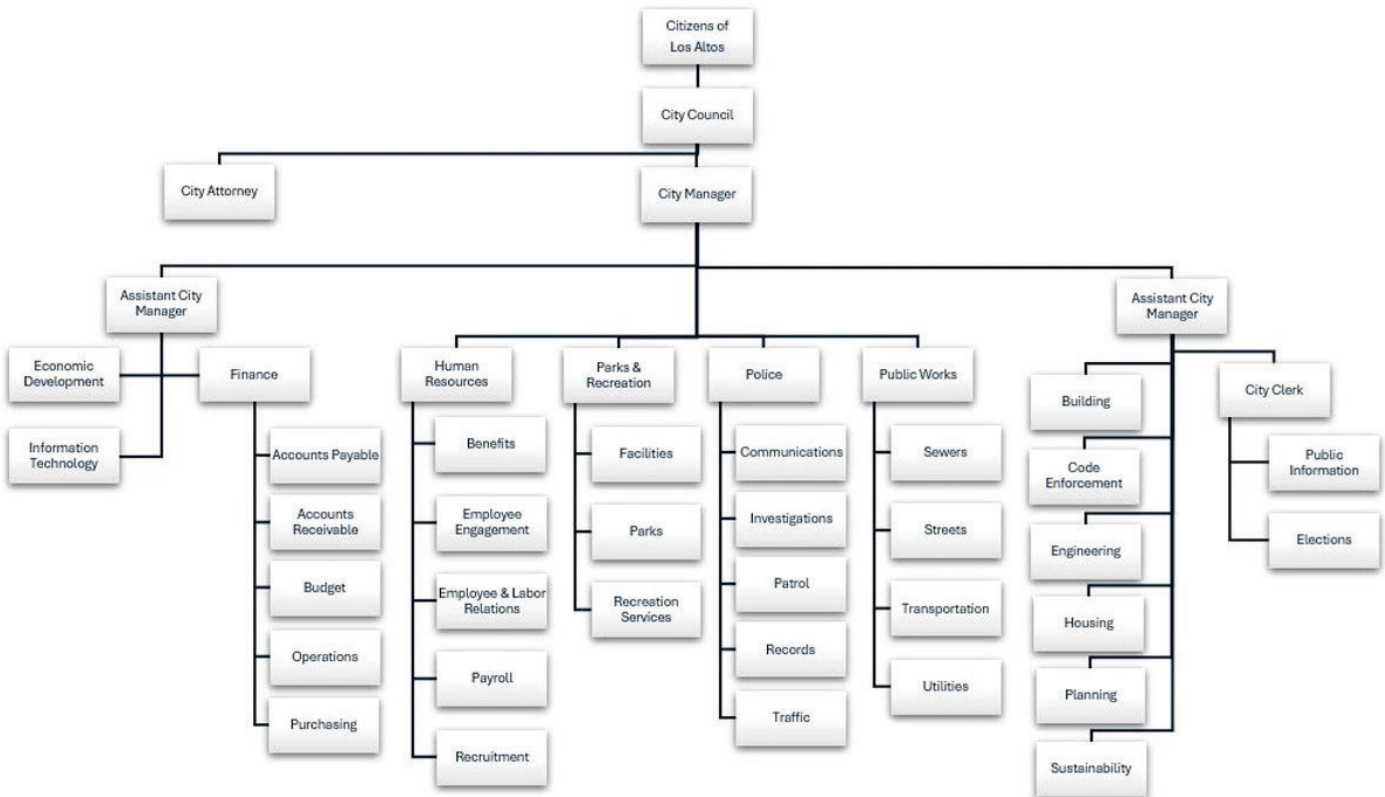 Citizens of
Los Altos
City Council
City Attorney
City Manager
Assistant City
Manager
Assistant City
Manager
Economic
Development
Finance
Information
Technology
Accounts Payable
Accounts
Receivable
Budget
Operations
Purchasing
Human
Resources
Benefits
Employee
Engagement
Employee & Labor
Relations
Payroll
Recruitment
Parks &
Recreation
Facilities
Parks
Recreation
Services
Police
Communications
Investigations
Patrol
Records
Traffic
Public Works
Sewers
Streets
Transportation
Utilities
Building
Code
Enforcement
Engineering
Housing
Planning
Sustainability
City Clerk
Public
Information
Elections